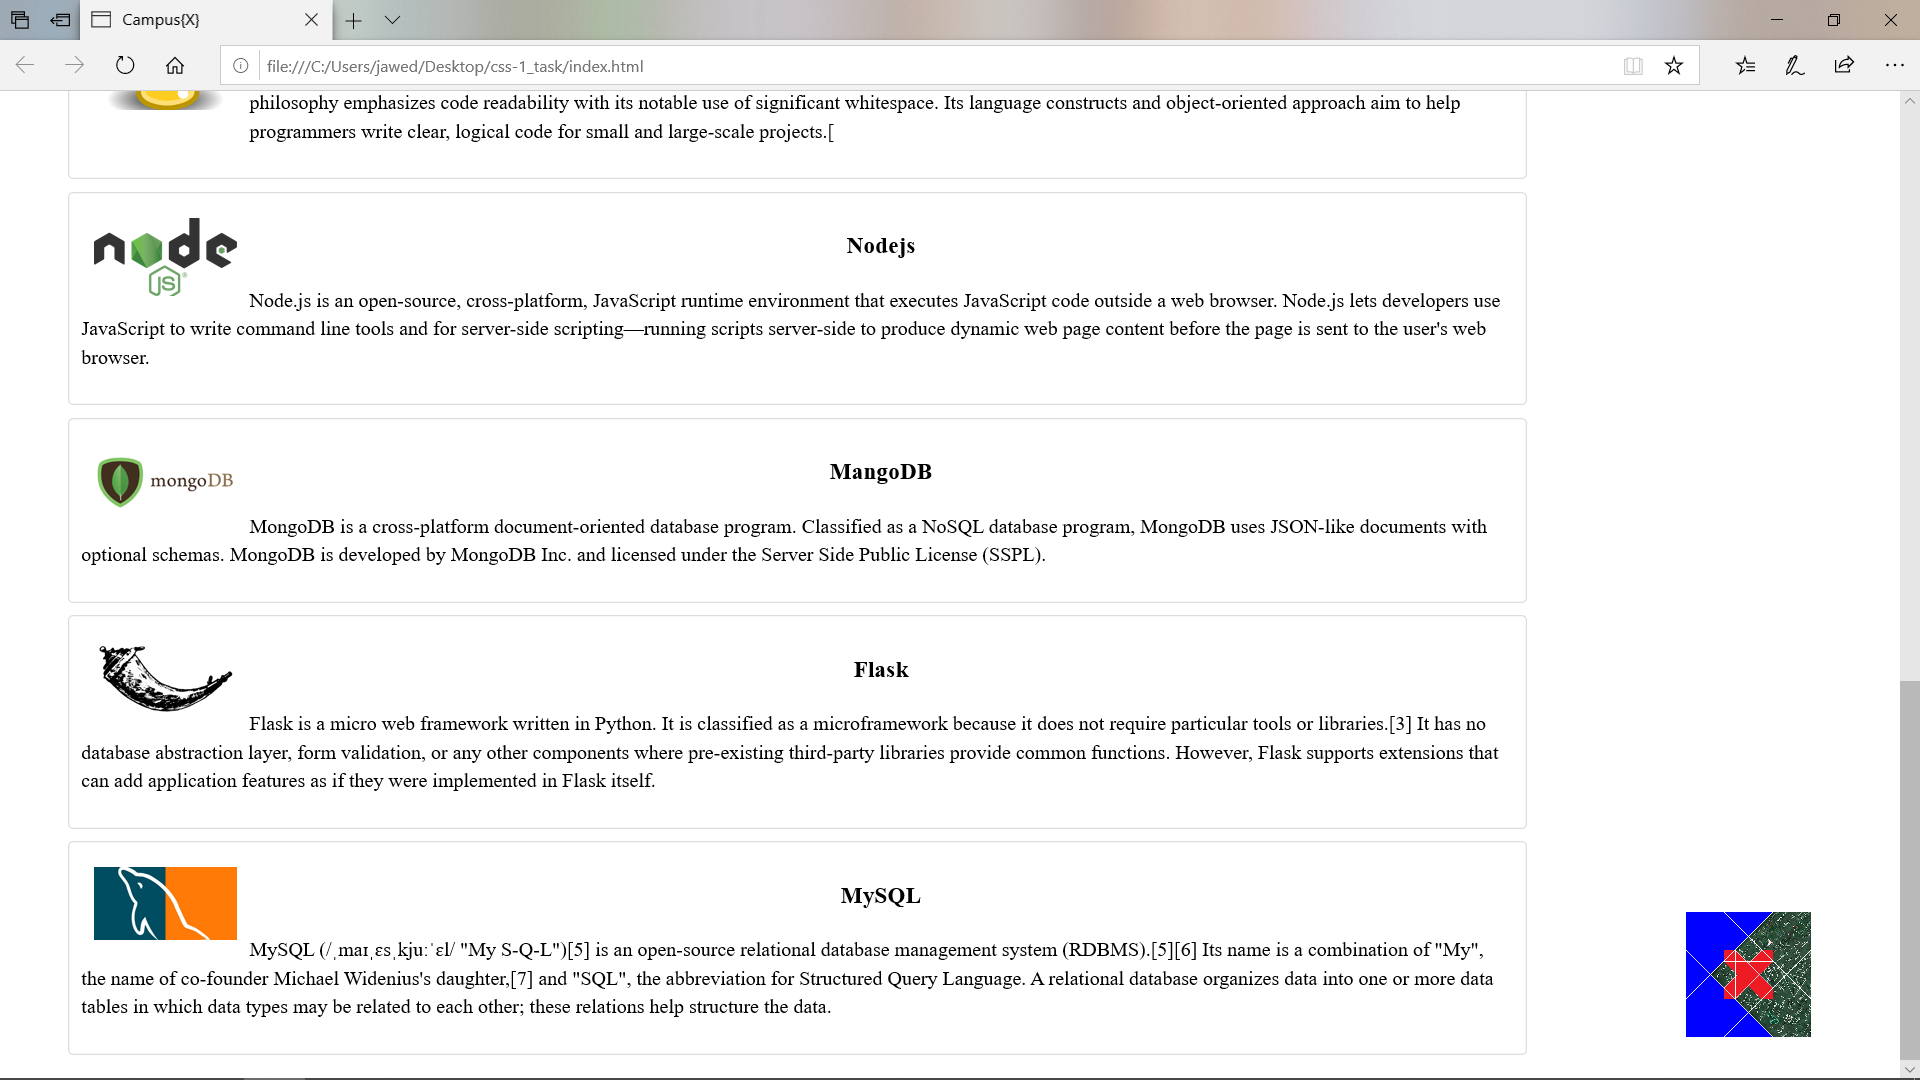 Campus{X}
file:///C:/Users/jawed/Desktop/css-1_task/index.html
philosophy emphasizes code readability with its notable use of significant whitespace. Its language constructs and object-oriented approach aim to help
programmers write clear, logical code for small and large-scale projects.[
node
JS
Nodejs
Node.js is an open-source, cross-platform, JavaScript runtime environment that executes JavaScript code outside a web browser. Node.js lets developers use
JavaScript to write command line tools and for server-side scripting—running scripts server-side to produce dynamic web page content before the page is sent to the user's web
browser.
mongoDB
MangoDB
MongoDB is a cross-platform document-oriented database program. Classified as a NoSQL database program, MongoDB uses JSON-like documents with
optional schemas. MongoDB is developed by MongoDB Inc. and licensed under the Server Side Public License (SSPL).
Flask
Flask is a micro web framework written in Python. It is classified as a microframework because it does not require particular tools or libraries.[3] It has no
database abstraction layer, form validation, or any other components where pre-existing third-party libraries provide common functions. However, Flask supports extensions that
can add application features as if they were implemented in Flask itself.
MySQL
MySQL (/ˌmaɪˌɛsˌkjuːˈɛl/ "My S-Q-L")[5] is an open-source relational database management system (RDBMS).[5][6] Its name is a combination of "My",
the name of co-founder Michael Widenius's daughter,[7] and "SQL", the abbreviation for Structured Query Language. A relational database organizes data into one or more data
tables in which data types may be related to each other; these relations help structure the data.